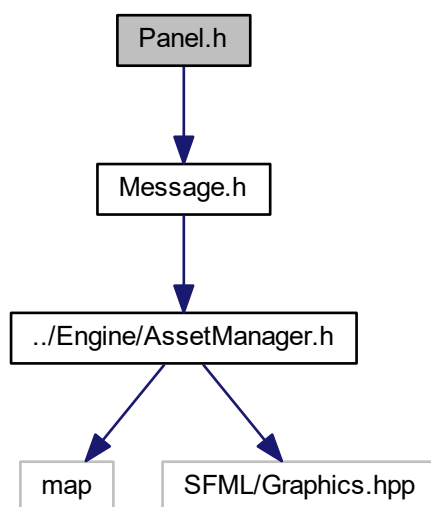 Panel.h
Message.h
../Engine/AssetManager.h
map
SFML/Graphics.hpp